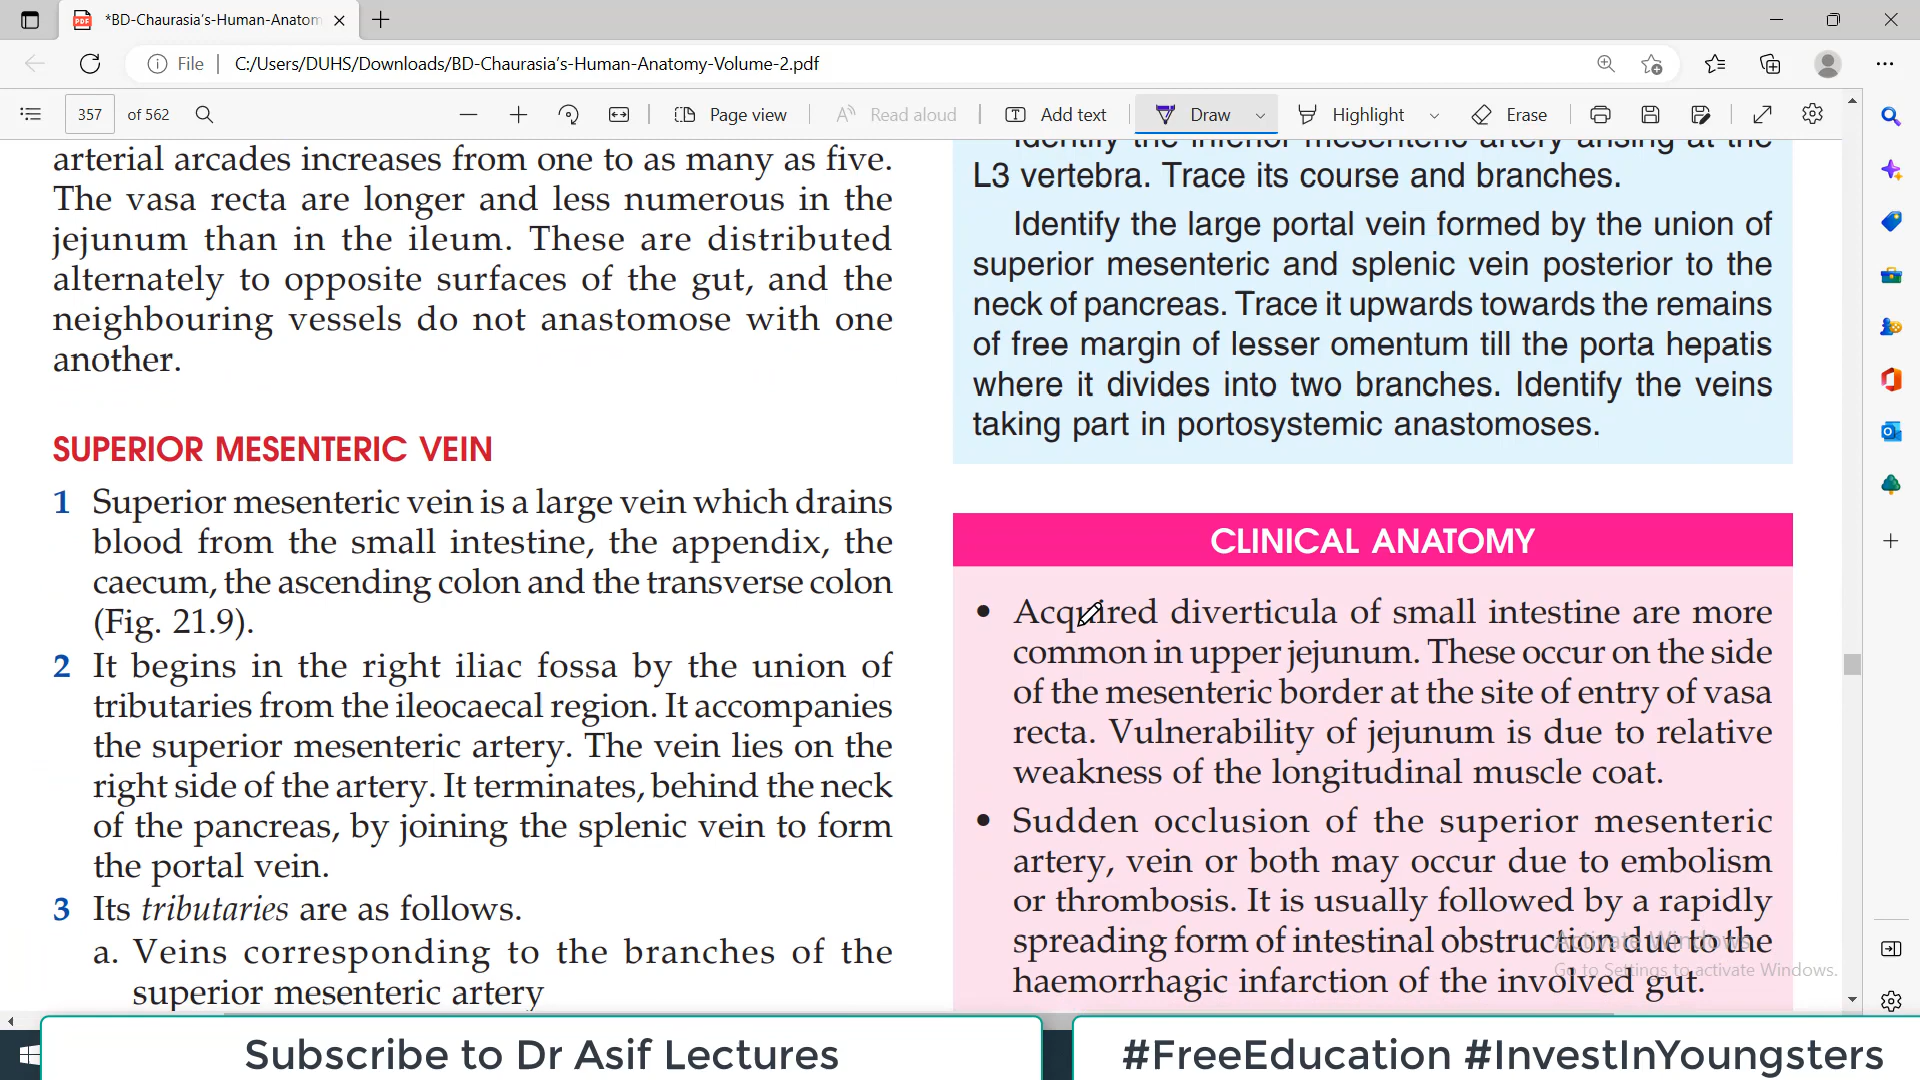 *BD-Chaurasia's-Human-Anatom
File
C:/Users/DUHS/Downloads/BD-Chaurasia's-Human-Anatomy-Volume-2.pdf
357 of 562
Page view
Read aloud
Add text
Draw
Highlight
Erase
arterial arcades increases from one to as many as five.
The vasa recta are longer and less numerous in the
jejunum than in the ileum. These are distributed
alternately to opposite surfaces of the gut, and the
neighbouring vessels do not anastomose with one
another.
SUPERIOR MESENTERIC VEIN
1 Superior mesenteric vein is a large vein which drains
blood from the small intestine, the appendix, the
caecum, the ascending colon and the transverse colon
(Fig. 21.9).
2 It begins in the right iliac fossa by the union of
tributaries from the ileocaecal region. It accompanies
the superior mesenteric artery. The vein lies on the
right side of the artery. It terminates, behind the neck
of the pancreas, by joining the splenic vein to form
the portal vein.
3 Its tributaries are as follows.
a. Veins corresponding to the branches of the
superior mesenteric artery
Identify the inferior mesenteric artery arising at the
L3 vertebra. Trace its course and branches.
Identify the large portal vein formed by the union of
superior mesenteric and splenic vein posterior to the
neck of pancreas. Trace it upwards towards the remains
of free margin of lesser omentum till the porta hepatis
where it divides into two branches. Identify the veins
taking part in portosystemic anastomoses.
CLINICAL ANATOMY
• Acquired diverticula of small intestine are more
common in upper jejunum. These occur on the side
of the mesenteric border at the site of entry of vasa
recta. Vulnerability of jejunum is due to relative
weakness of the longitudinal muscle coat.
• Sudden occlusion of the superior mesenteric
artery, vein or both may occur due to embolism
or thrombosis. It is usually followed by a rapidly
spreading form of intestinal obstruction due to the
haemorrhagic infarction of the involved gut.
Activate Windows
Go to Settings to activate Windows.
Subscribe to Dr Asif Lectures
#FreeEducation #InvestInYoungsters